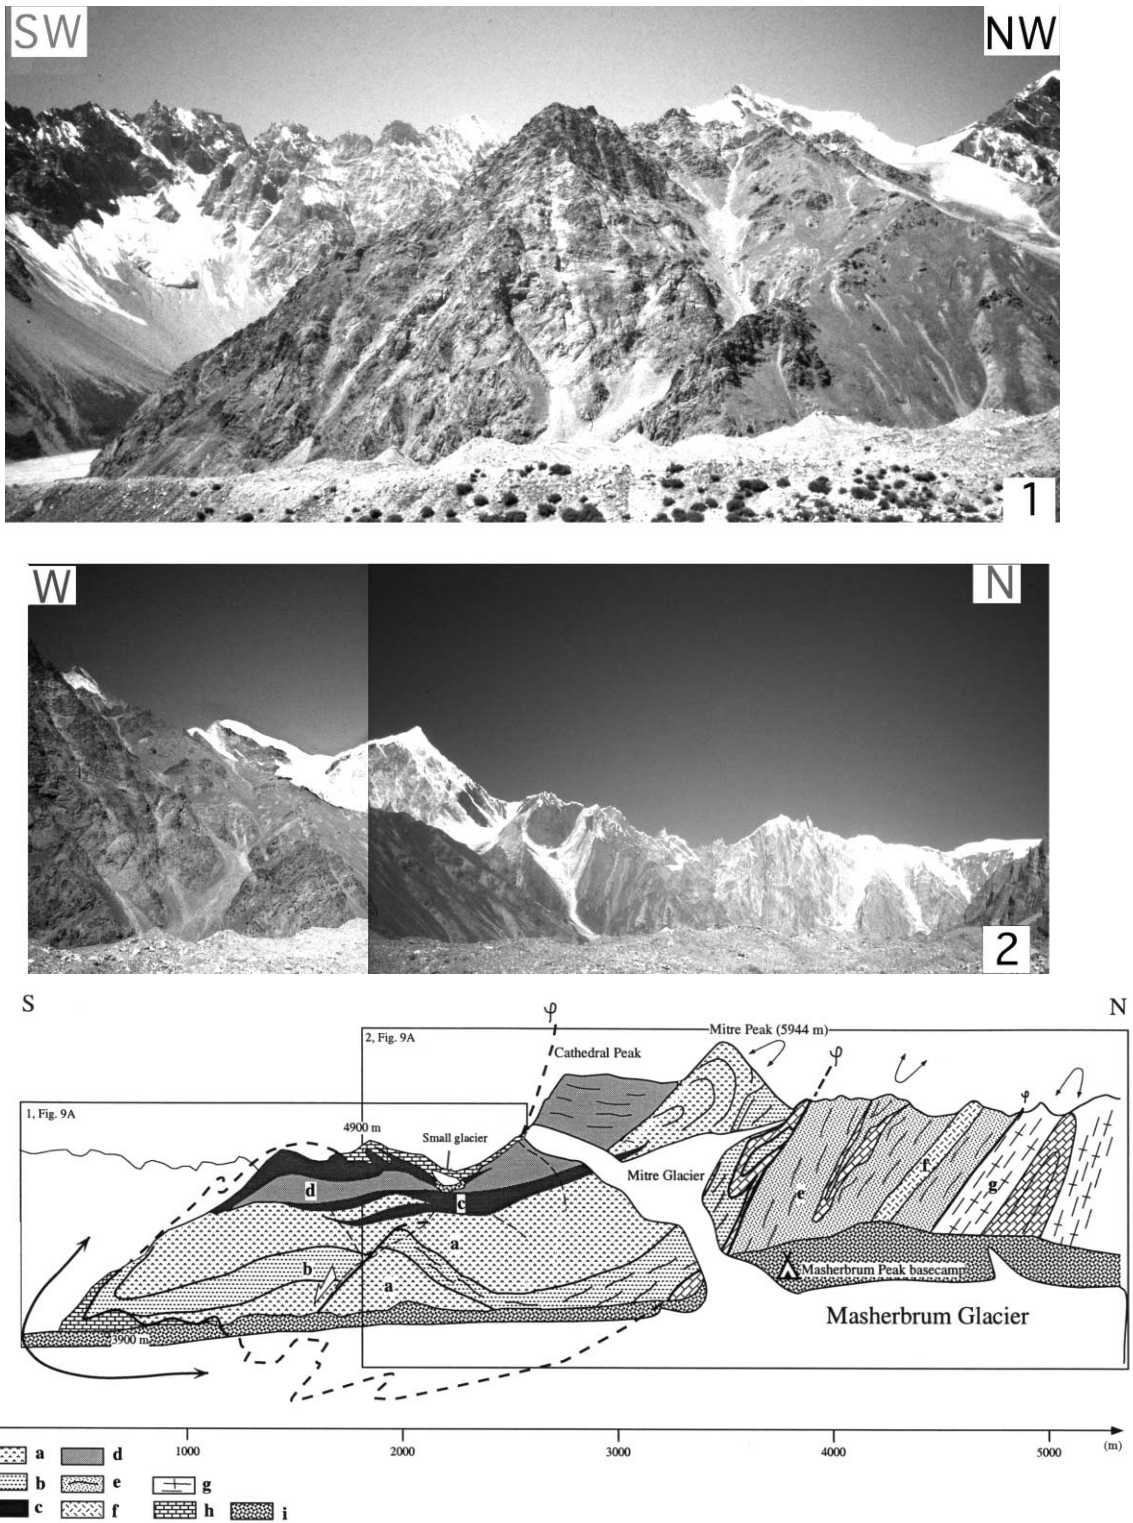 SW
NW
1
W
N
2
S
N
φ
2, Fig. 9A
Mitre Peak (5944 m)
Cathedral Peak
φ
φ
1, Fig. 9A
4900 m
Small glacier
d
c
Mitre Glacier
e
f
g
a
b
a
Masherbrum Peak basecamp
Masherbrum Glacier
3900 m
1000
2000
3000
4000
5000
(m)
a
d
b
e
g
c
f
h
i